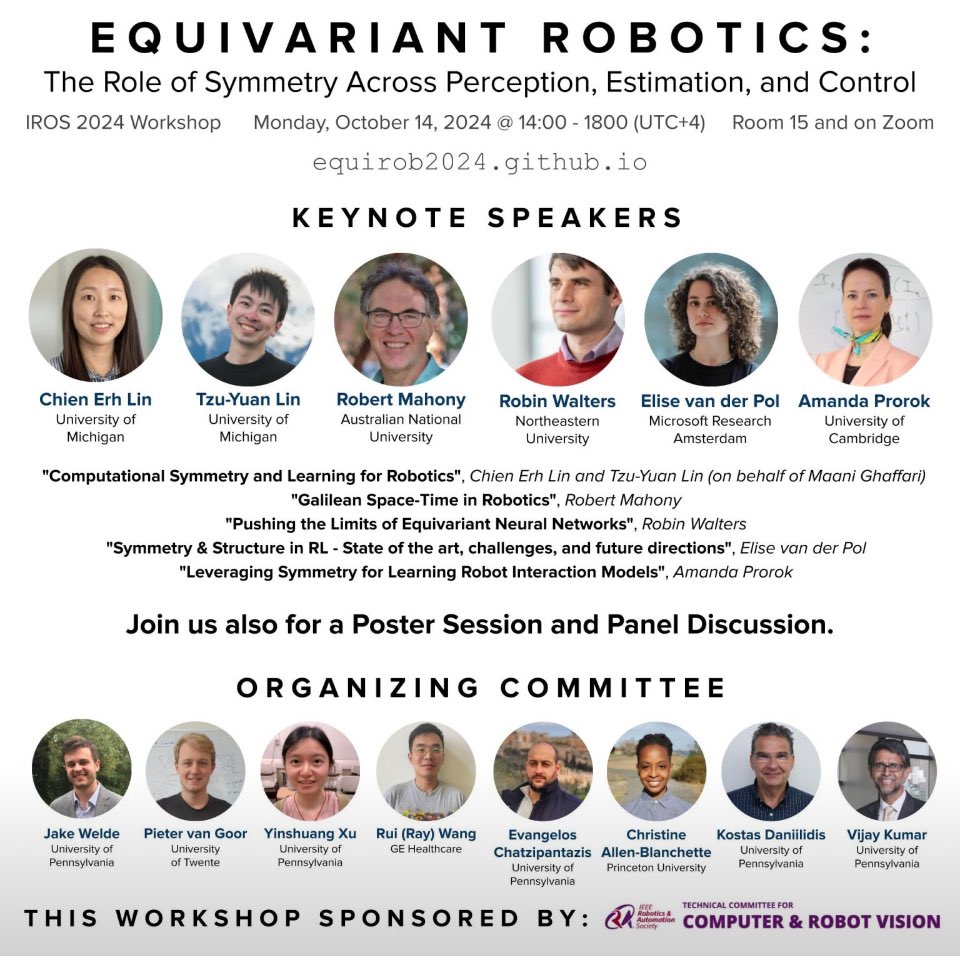 EQUIVARIANT ROBOTICS:
The Role of Symmetry Across Perception, Estimation, and Control
IROS 2024 Workshop Monday, October 14, 2024 @ 14:00 - 1800 (UTC+4) Room 15 and on Zoom
equirob2024.github.io
KEYNOTE SPEAKERS
Chien Erh Lin
University of
Michigan
Tzu-Yuan Lin
University of
Michigan
Robert Mahony
Australian National
University
Robin Walters
Northeastern
University
Elise van der Pol
Microsoft Research
Amsterdam
Amanda Prorok
University of
Cambridge
"Computational Symmetry and Learning for Robotics", Chien Erh Lin and Tzu-Yuan Lin (on behalf of Maani Ghaffari)
"Galilean Space-Time in Robotics", Robert Mahony
"Pushing the Limits of Equivariant Neural Networks", Robin Walters
"Symmetry & Structure in RL - State of the art, challenges, and future directions", Elise van der Pol
"Leveraging Symmetry for Learning Robot Interaction Models", Amanda Prorok
Join us also for a Poster Session and Panel Discussion.
ORGANIZING COMMITTEE
Jake Welde
University of
Pennsylvania
Pieter van Goor
University
of Twente
Yinshuang Xu
University of
Pennsylvania
Rui (Ray) Wang
GE Healthcare
Evangelos
Chatzipantazis
University of
Pennsylvania
Christine
Allen-Blanchette
Princeton University
Kostas Daniilidis
University of
Pennsylvania
Vijay Kumar
University of
Pennsylvania
THIS WORKSHOP SPONSORED BY:
IEEE
Robotics &
Automation
Society
TECHNICAL COMMITTEE FOR
COMPUTER & ROBOT VISION